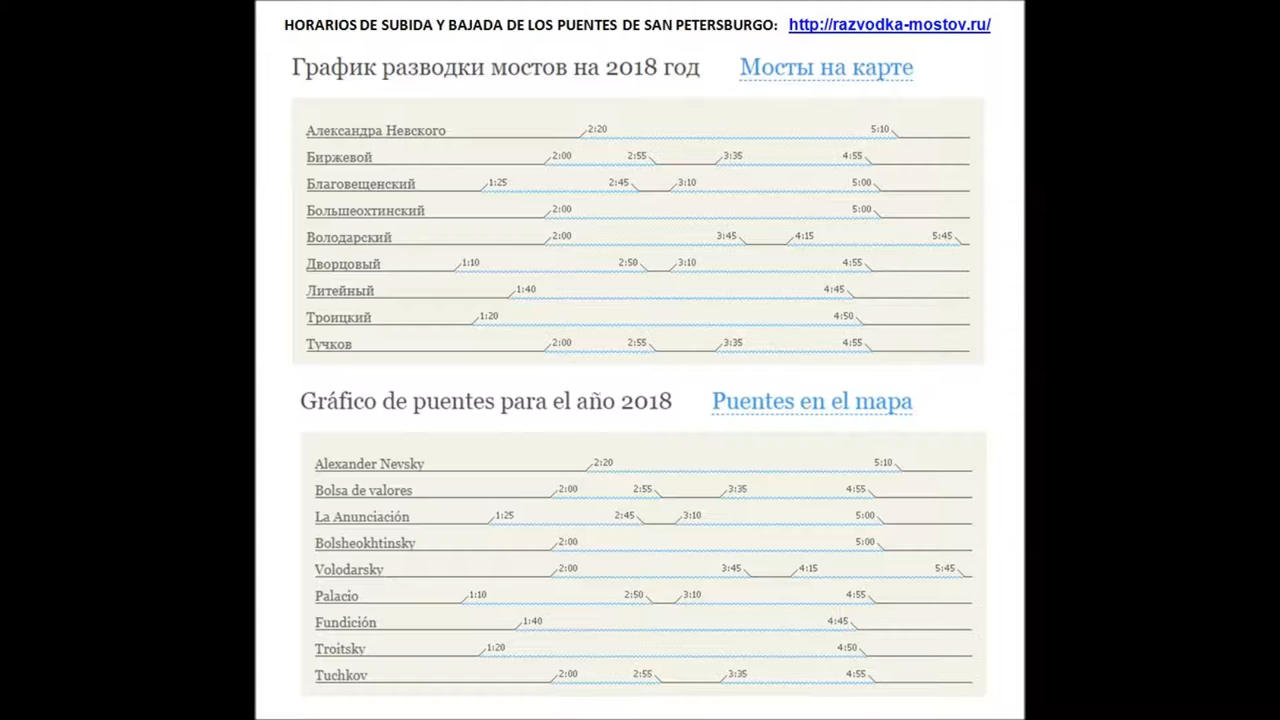 HORARIOS DE SUBIDA Y BAJADA DE LOS PUENTES DE SAN PETERSBURGO: http://razvodka-mostov.ru/
График разводки мостов на 2018 год Мосты на карте
Александра Невского 2:20 5:10
Биржевой 2:00 2:55 3:35 4:55
Благовещенский 1:25 2:45 3:10 5:00
Большеохтинский 2:00 5:00
Володарский 2:00 3:45 4:15 5:45
Дворцовый 1:10 2:50 3:10 4:55
Литейный 1:40 4:45
Троицкий 1:20 4:50
Тучков 2:00 2:55 3:35 4:55
Gráfico de puentes para el año 2018 Puentes en el mapa
Alexander Nevsky 2:20 5:10
Bolsa de valores 2:00 2:55 3:35 4:55
La Anunciación 1:25 2:45 3:10 5:00
Bolsheokhtinsky 2:00 5:00
Volodarsky 2:00 3:45 4:15 5:45
Palacio 1:10 2:50 3:10 4:55
Fundición 1:40 4:45
Troitsky 1:20 4:50
Tuchkov 2:00 2:55 3:35 4:55